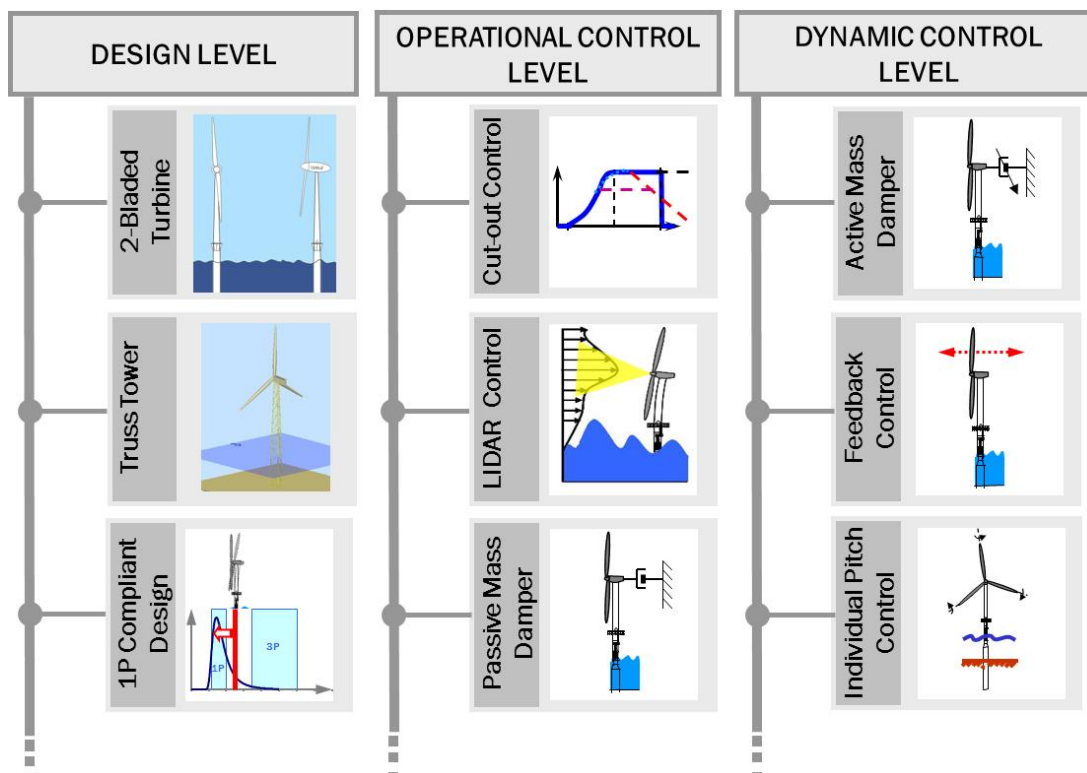 DESIGN LEVEL
2-Bladed
Turbine
Truss Tower
1P Compliant
Design
1P
3P
OPERATIONAL CONTROL
LEVEL
Cut-out Control
LIDAR Control
Passive Mass
Damper
DYNAMIC CONTROL
LEVEL
Active Mass
Damper
Feedback
Control
Individual Pitch
Control